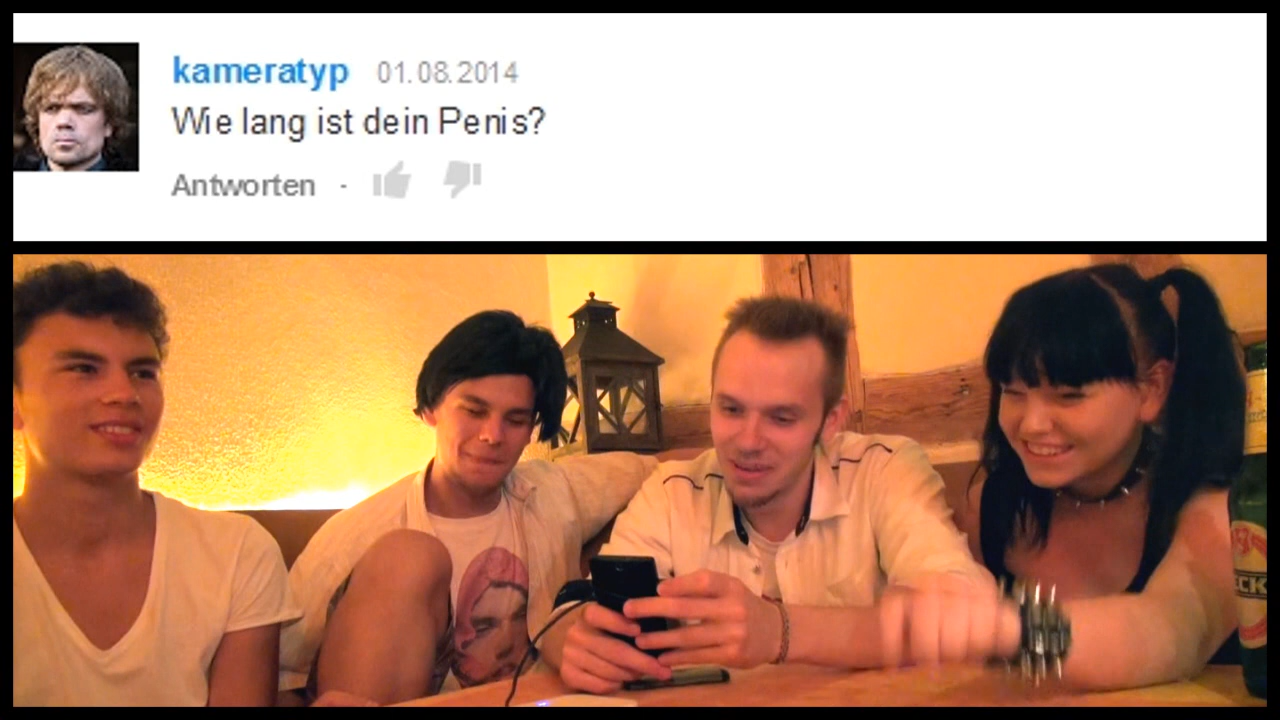 kameratyp 01.08.2014
Wie lang ist dein Penis?
Antworten ·